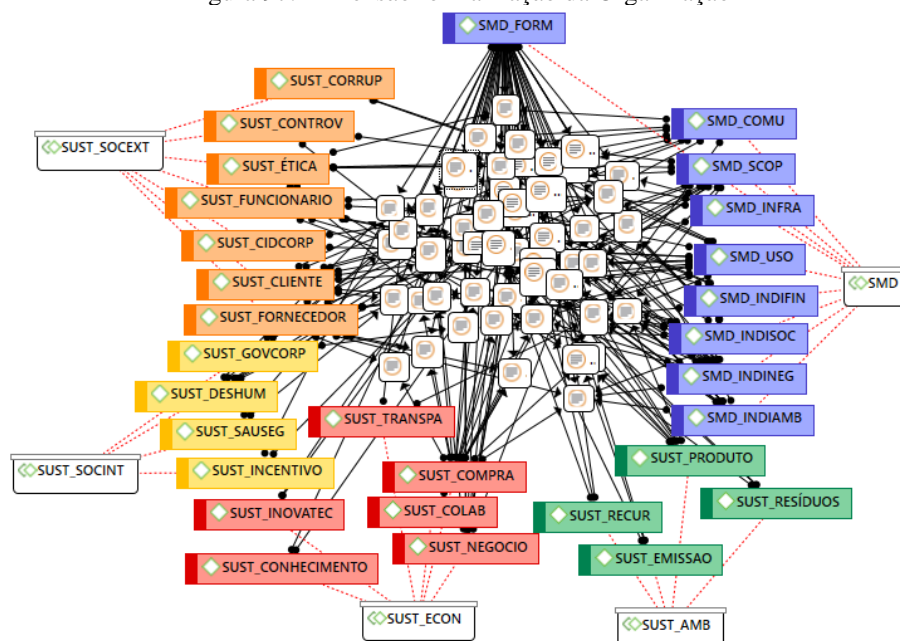 SMD_FORM
SUST_CORRUP
SUST_CONTROV
SMD_COMU
SUST_SOCEXT
SUST_ÉTICA
SMD_SCOP
SUST_FUNCIONARIO
SMD_INFRA
SUST_CIDCORP
SMD_USO
SUST_CLIENTE
SMD
SMD_INDIFIN
SUST_FORNECEDOR
SMD_INDISOC
SUST_GOVCORP
SMD_INDINEG
SUST_DESHUM
SUST_TRANSPA
SMD_INDIAMB
SUST_SAUSEG
SUST_PRODUTO
SUST_SOCINT
SUST_INCENTIVO
SUST_COMPRA
SUST_RESÍDUOS
SUST_INOVATEC
SUST_COLAB
SUST_RECUR
SUST_NEGOCIO
SUST_EMISSAO
SUST_CONHECIMENTO
SUST_ECON
SUST_AMB